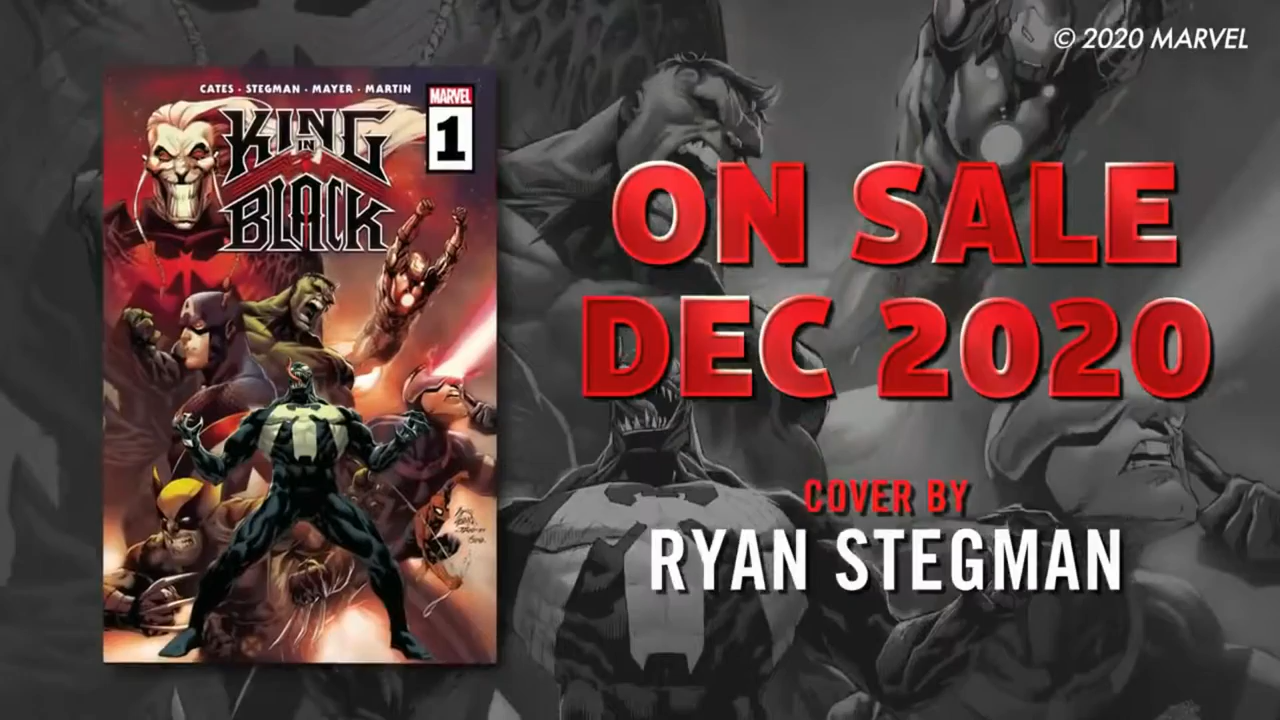 © 2020 MARVEL
CATES · STEGMAN · MAYER · MARTIN
MARVEL
1
KING
IN
BLACK
ON SALE
DEC 2020
COVER BY
RYAN STEGMAN